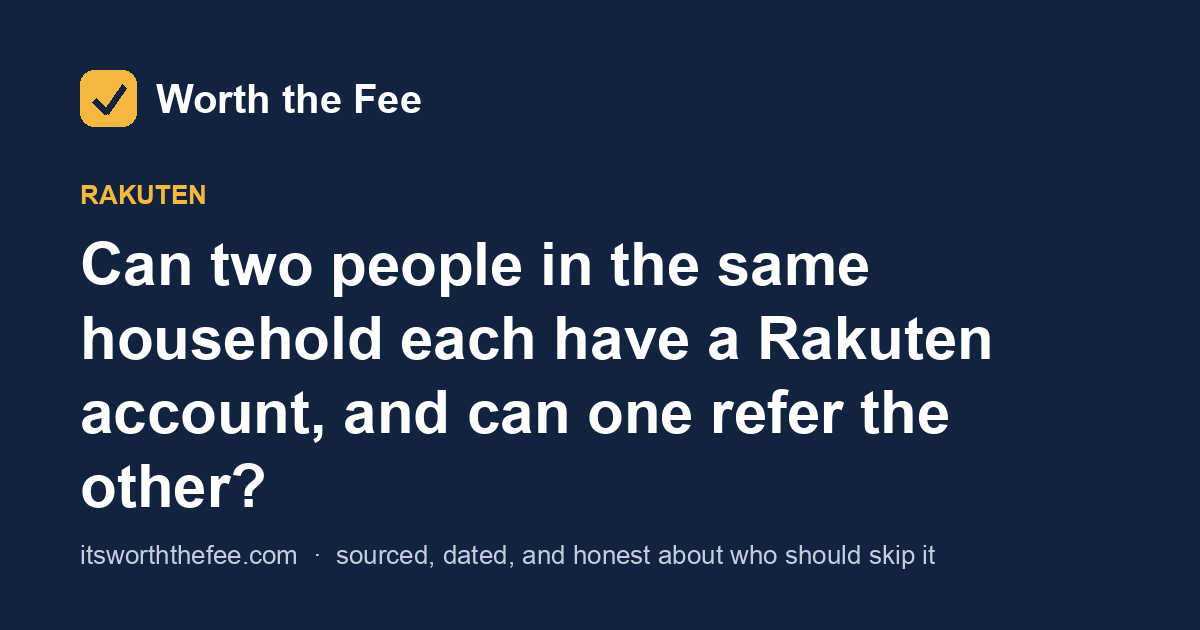 Worth the Fee
RAKUTEN
Can two people in the same
household each have a Rakuten
account, and can one refer the
other?
itsworththefee.com · sourced, dated, and honest about who should skip it